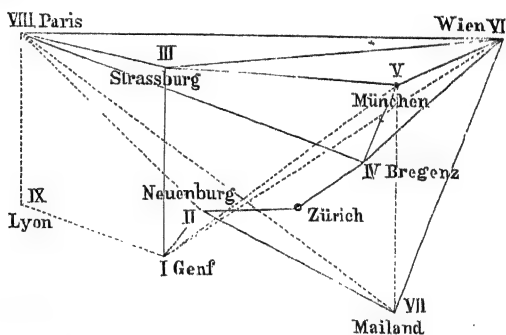 VIII, Paris
Wien VI
III
Strassburg
V
München
IV Bregenz
Neuenburg
II
Zürich
IX
Lyon
I Genf
VII
Mailand